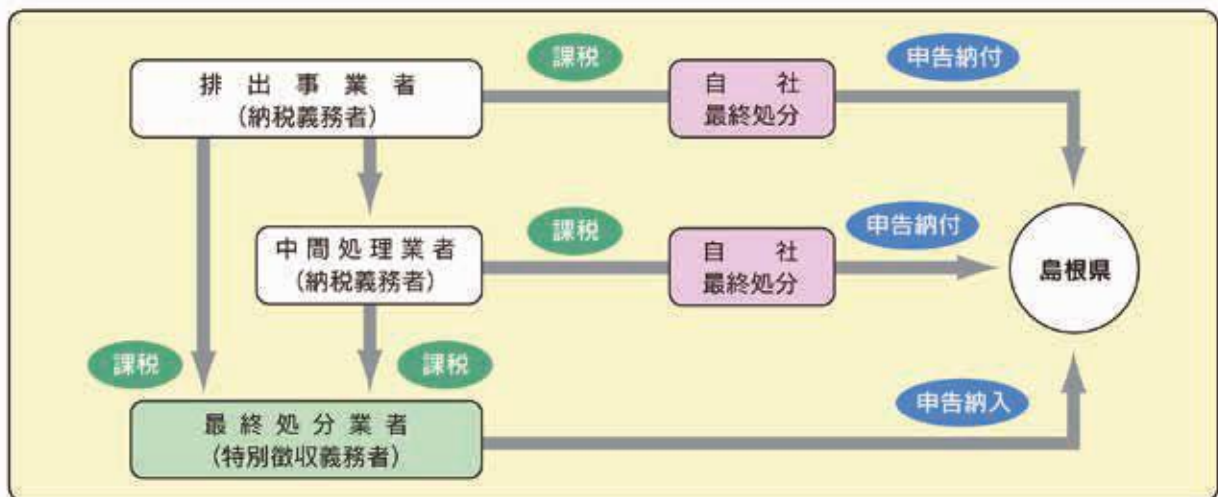 課税
申告納付
排出事業者
(納税義務者)
自社
最終処分
課税
申告納付
中間処理業者
(納税義務者)
自社
最終処分
島根県
課税
課税
申告納入
最終処分業者
(特別徴収義務者)